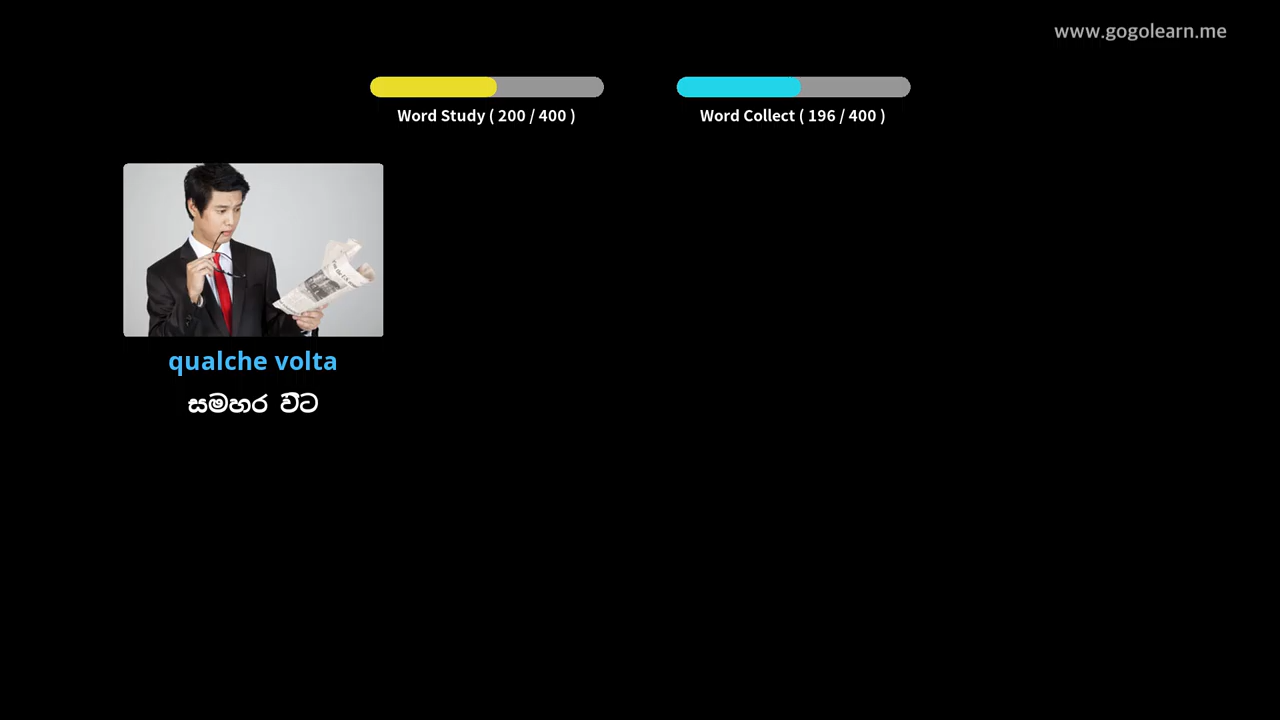 www.gogolearn.me
Word Study ( 200 / 400 )
Word Collect ( 196 / 400 )
qualche volta
සමහර විට